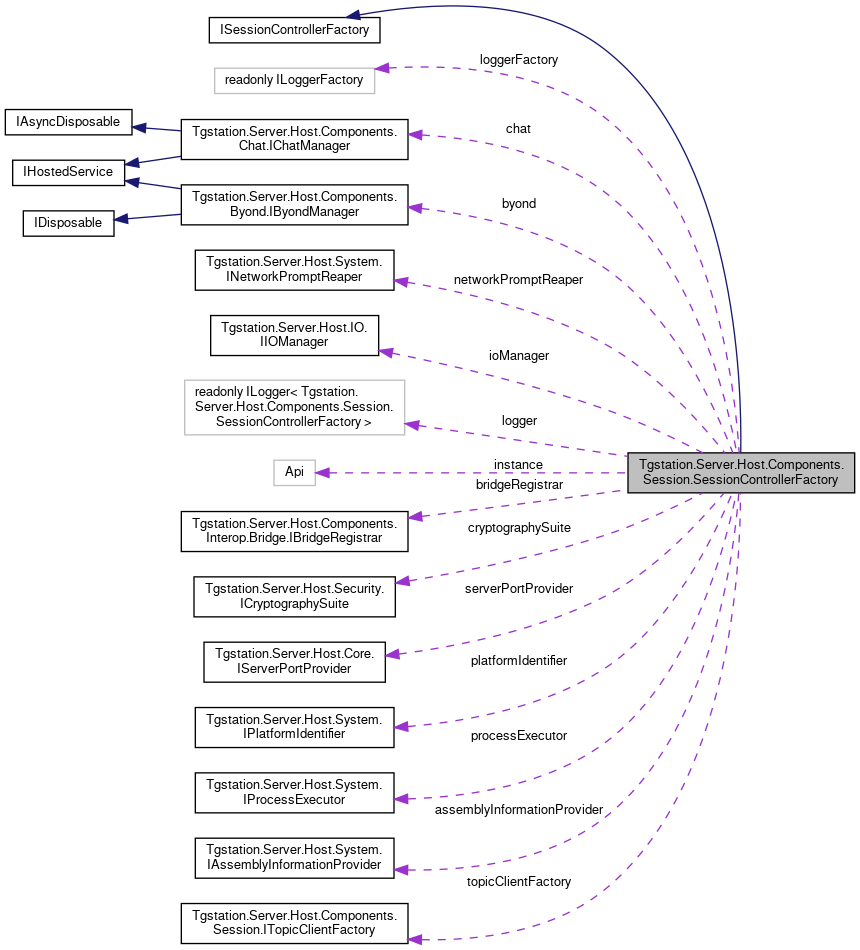 ISessionControllerFactory
loggerFactory
readonly ILoggerFactory
IAsyncDisposable
Tgstation.Server.Host.Components.
Chat.IChatManager
chat
IHostedService
Tgstation.Server.Host.Components.
Byond.IByondManager
byond
IDisposable
Tgstation.Server.Host.System.
INetworkPromptReaper
networkPromptReaper
Tgstation.Server.Host.IO.
IIOManager
ioManager
readonly ILogger< Tgstation.
Server.Host.Components.Session.
SessionControllerFactory >
logger
Api
instance
Tgstation.Server.Host.Components.
Session.SessionControllerFactory
bridgeRegistrar
Tgstation.Server.Host.Components.
Interop.Bridge.IBridgeRegistrar
cryptographySuite
Tgstation.Server.Host.Security.
ICryptographySuite
serverPortProvider
Tgstation.Server.Host.Core.
IServerPortProvider
platformIdentifier
Tgstation.Server.Host.System.
IPlatformIdentifier
processExecutor
Tgstation.Server.Host.System.
IProcessExecutor
assemblyInformationProvider
Tgstation.Server.Host.System.
IAssemblyInformationProvider
topicClientFactory
Tgstation.Server.Host.Components.
Session.ITopicClientFactory